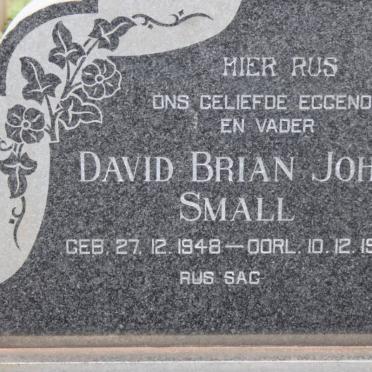 HIER RUS
ONS GELIEFDE EGGENO
EN VADER
DAVID BRIAN JOH
SMALL
GEB. 27. 12. 1948 — OORL. 10. 12. 19
RUS SAG